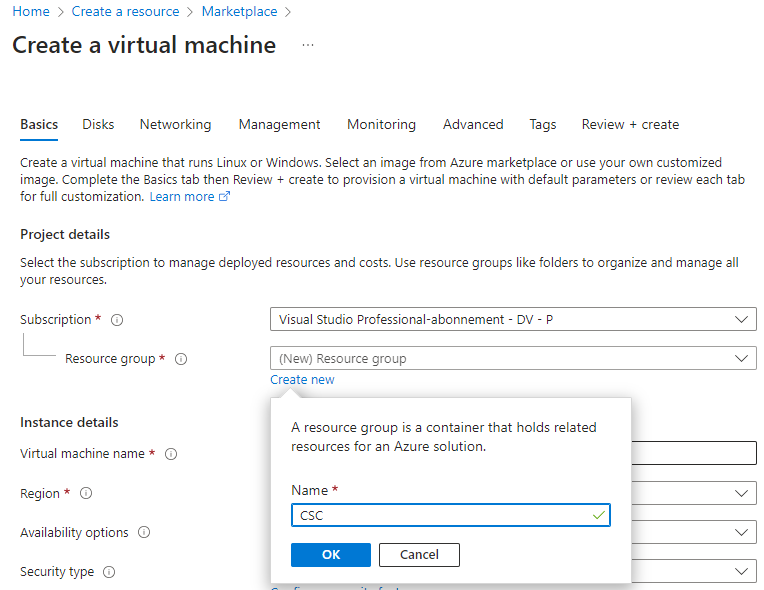 Home > Create a resource > Marketplace >
Create a virtual machine ...
Basics Disks Networking Management Monitoring Advanced Tags Review + create
Create a virtual machine that runs Linux or Windows. Select an image from Azure marketplace or use your own customized
image. Complete the Basics tab then Review + create to provision a virtual machine with default parameters or review each tab
for full customization. Learn more
Project details
Select the subscription to manage deployed resources and costs. Use resource groups like folders to organize and manage all
your resources.
Subscription * Visual Studio Professional-abonnement - DV - P
Resource group * (New) Resource group
Create new
A resource group is a container that holds related
resources for an Azure solution.
Name *
CSC
OK Cancel
Instance details
Virtual machine name *
Region *
Availability options
Security type